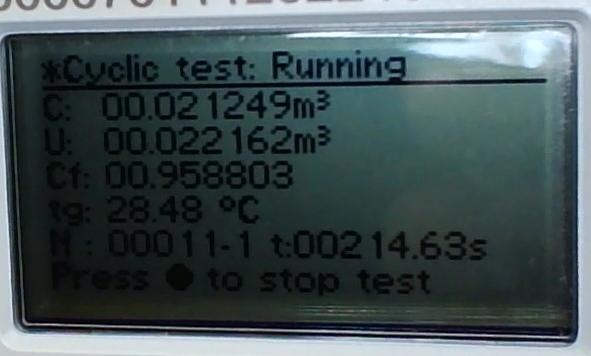 *Cyclic test: Running
C: 00.021249m³
U: 00.022162m³
Cf: 00.958803
tg: 28.48 °C
N : 00011-1 t:00214.63s
Press ● to stop test